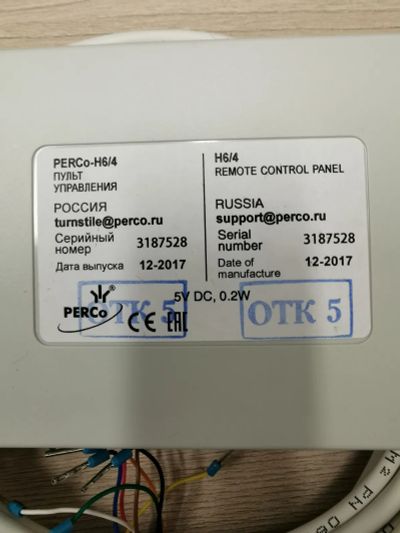 PERCo-H6/4
ПУЛЬТ
УПРАВЛЕНИЯ
РОССИЯ
turnstile@perco.ru
Серийный
номер 3187528
Дата выпуска 12-2017
H6/4
REMOTE CONTROL PANEL
RUSSIA
support@perco.ru
Serial
number 3187528
Date of
manufacture 12-2017
5V DC, 0.2W
PERCo
CE EAC
ОТК 5
ОТК 5